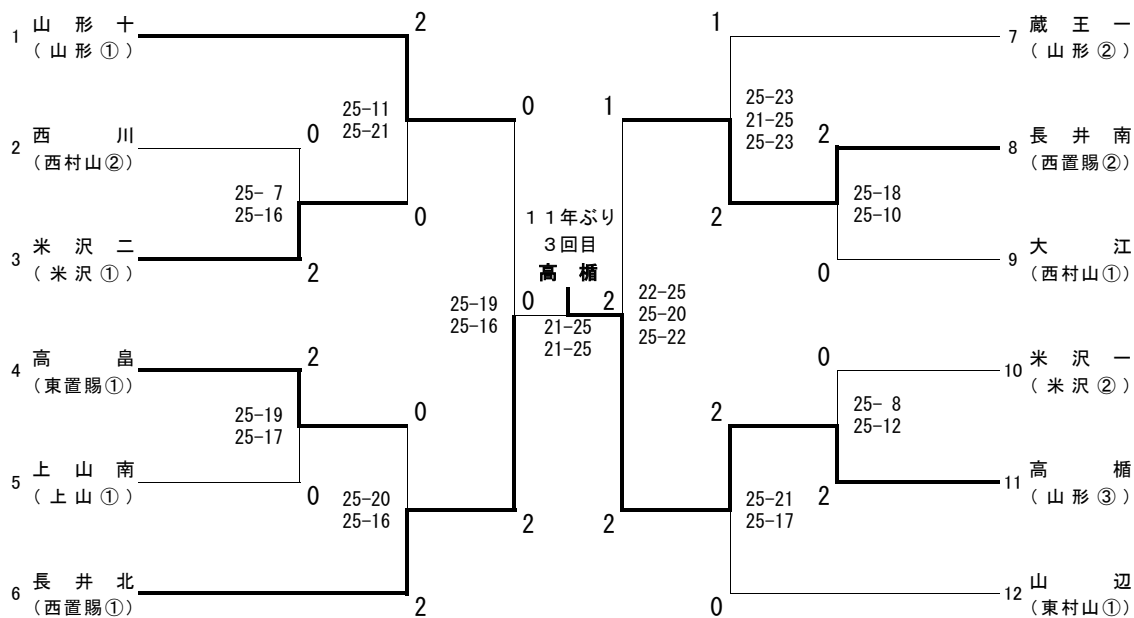 1 山形十
(山形①)
2 西川
(西村山②)
3 米沢二
(米沢①)
4 高畠
(東置賜①)
5 上山南
(上山①)
6 長井北
(西置賜①)
2
25-11
25-21
0
0
25- 7
25-16
2
0
2
25-19
25-17
0
0
25-20
25-16
2
0
25-19
25-16
2
11年ぶり
3回目
高楯
0 2
21-25
21-25
1
22-25
25-20
25-22
2
1
25-23
21-25
25-23
2
2
25-18
25-10
0
0
25- 8
25-12
2
2
25-21
25-17
0
7 蔵王一
(山形②)
8 長井南
(西置賜②)
9 大江
(西村山①)
10 米沢一
(米沢②)
11 高楯
(山形③)
12 山辺
(東村山①)